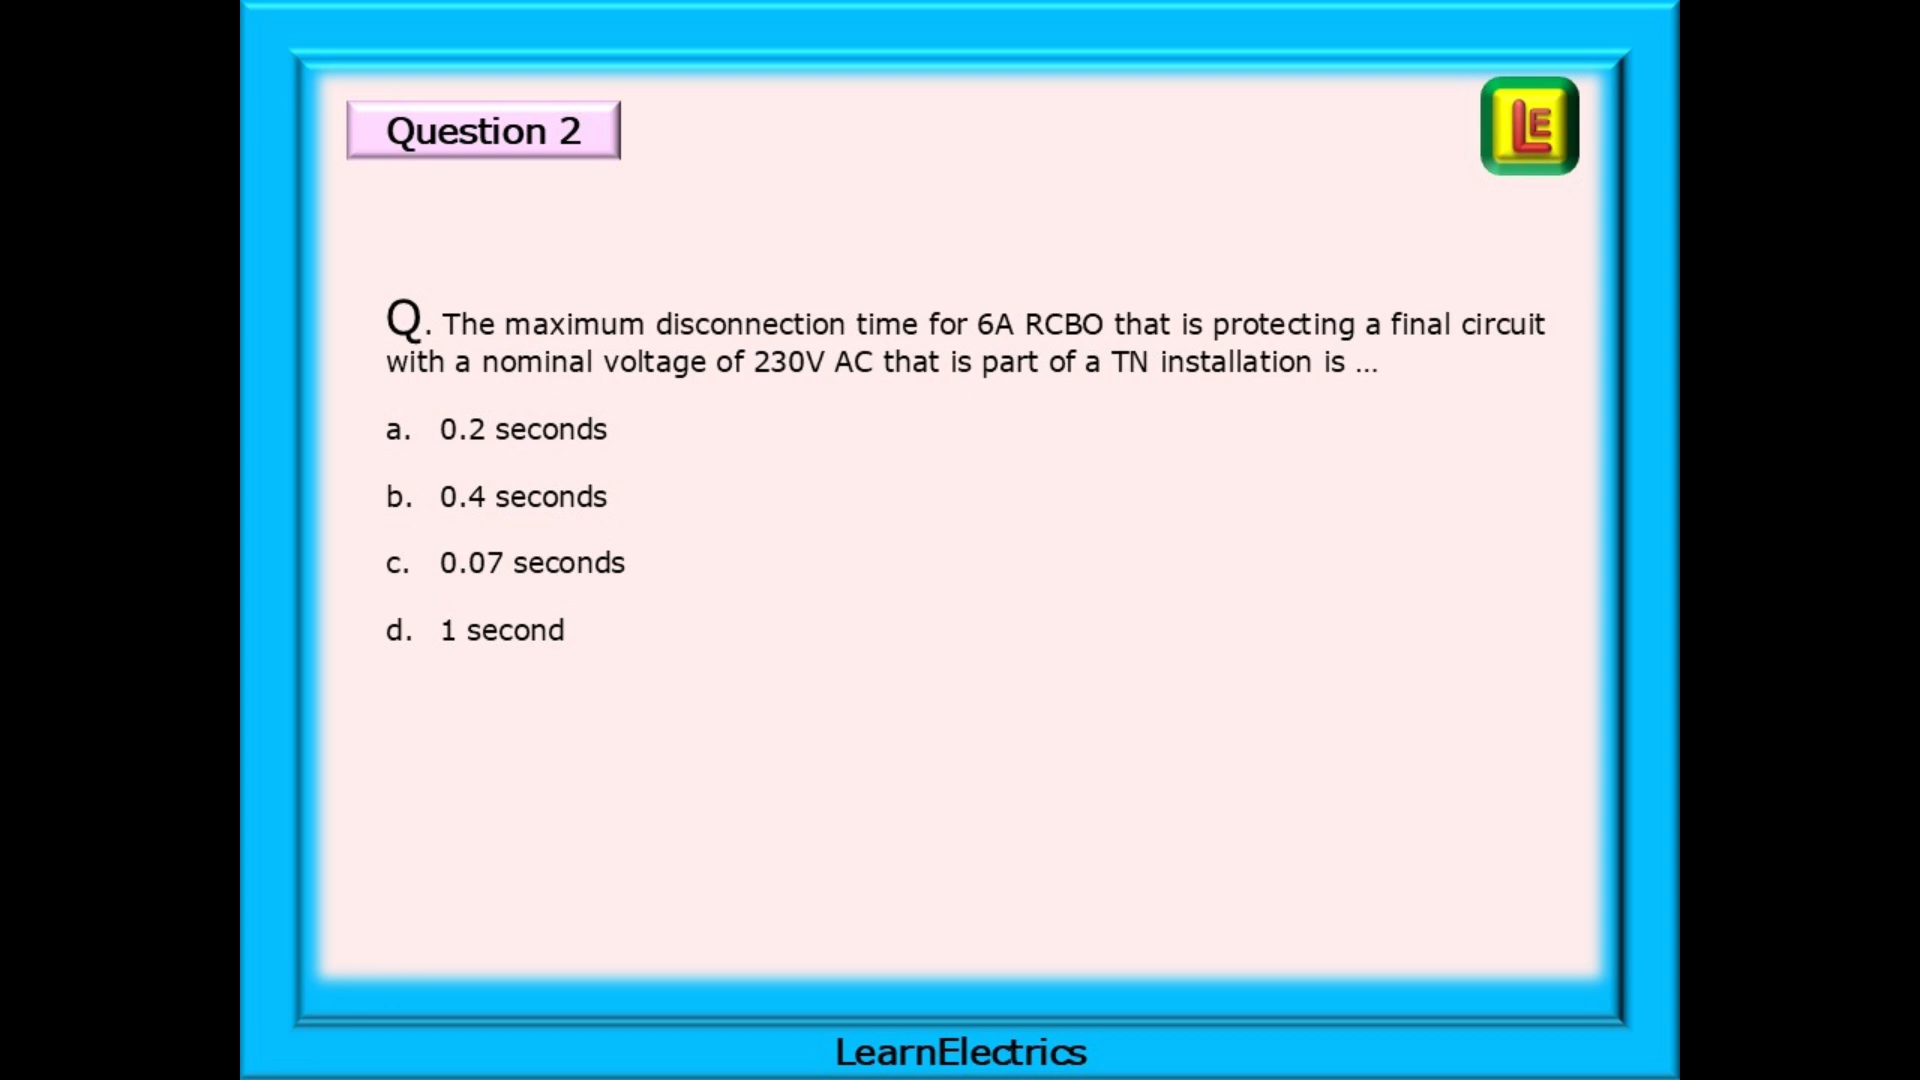 Question 2
LE
Q. The maximum disconnection time for 6A RCBO that is protecting a final circuit
with a nominal voltage of 230V AC that is part of a TN installation is ...
a. 0.2 seconds
b. 0.4 seconds
c. 0.07 seconds
d. 1 second
LearnElectrics